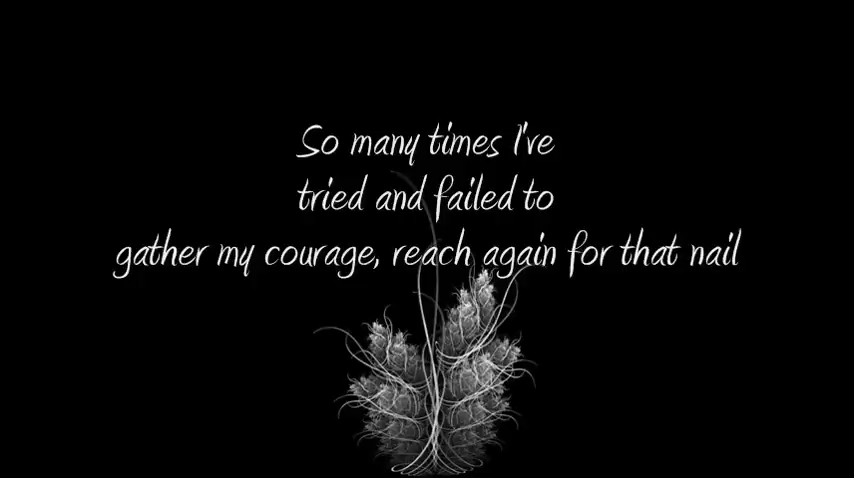 So many times I've
tried and failed to
gather my courage, reach again for that nail